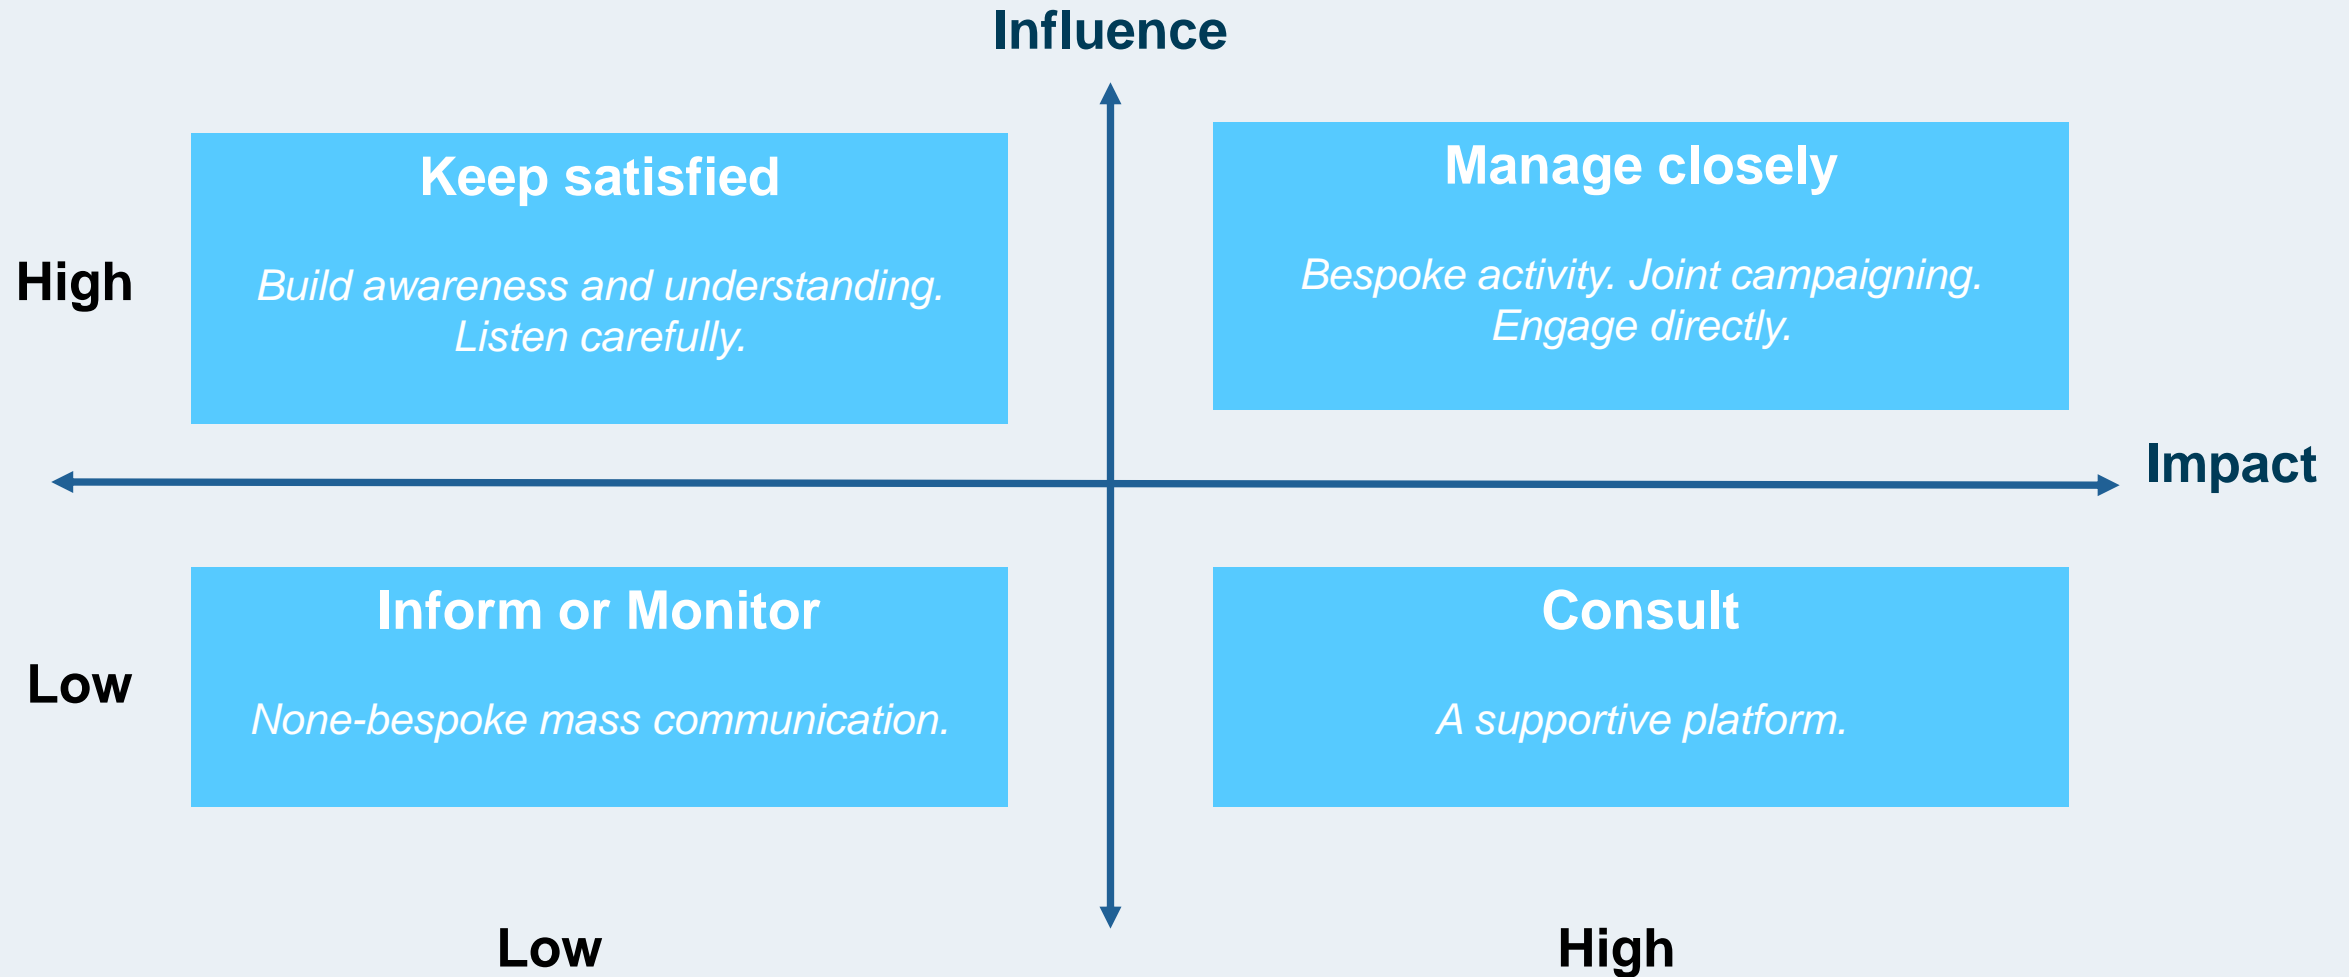 Influence
Keep satisfied
Build awareness and understanding.
Listen carefully.
Manage closely
Bespoke activity. Joint campaigning.
Engage directly.
High
Impact
Inform or Monitor
None-bespoke mass communication.
Consult
A supportive platform.
Low
Low
High